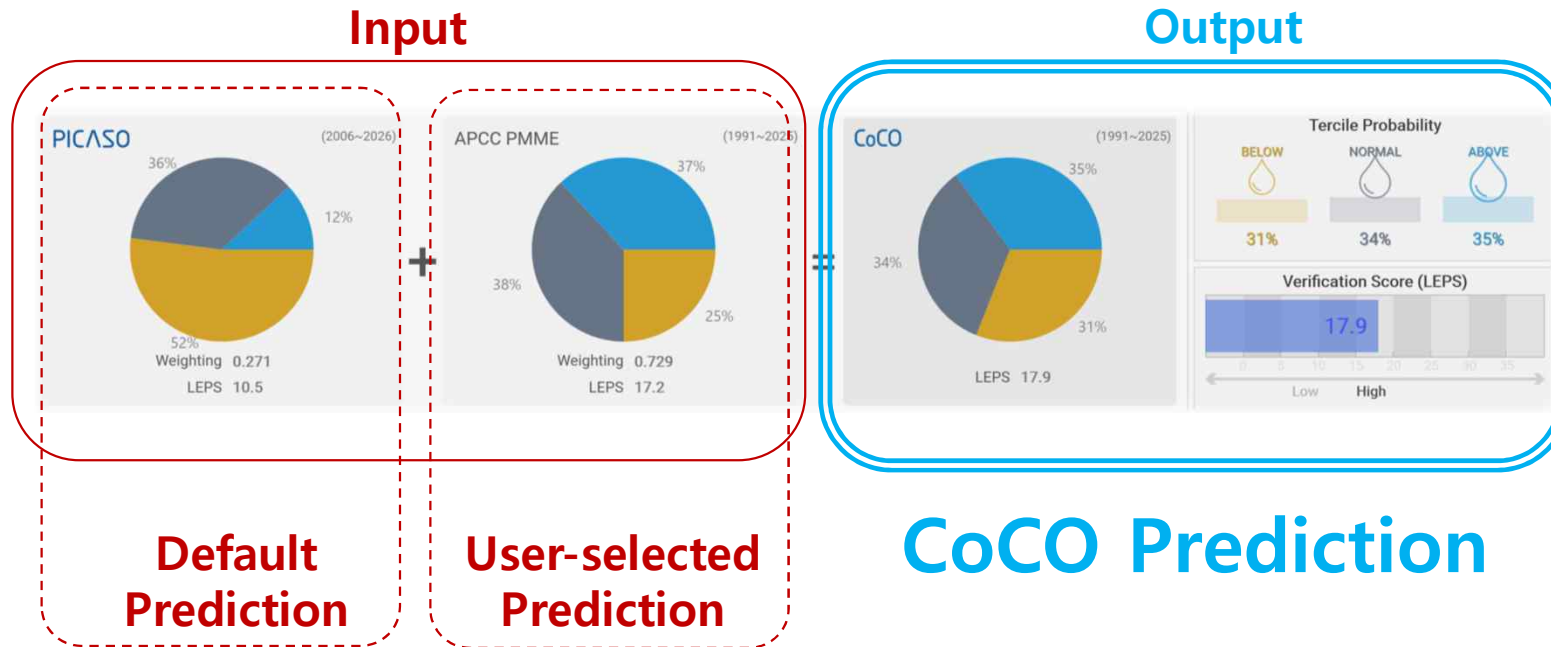 Input
Output
PICASO
(2006~2026)
36%
12%
52%
Weighting 0.271
LEPS 10.5
+
APCC PMME
(1991~2025)
37%
38%
25%
Weighting 0.729
LEPS 17.2
=
CoCO
(1991~2025)
35%
34%
31%
LEPS 17.9
Tercile Probability
BELOW NORMAL ABOVE
31% 34% 35%
Verification Score (LEPS)
17.9
0 5 10 15 20 25 30 35
Low High
Default
Prediction
User-selected
Prediction
CoCO Prediction